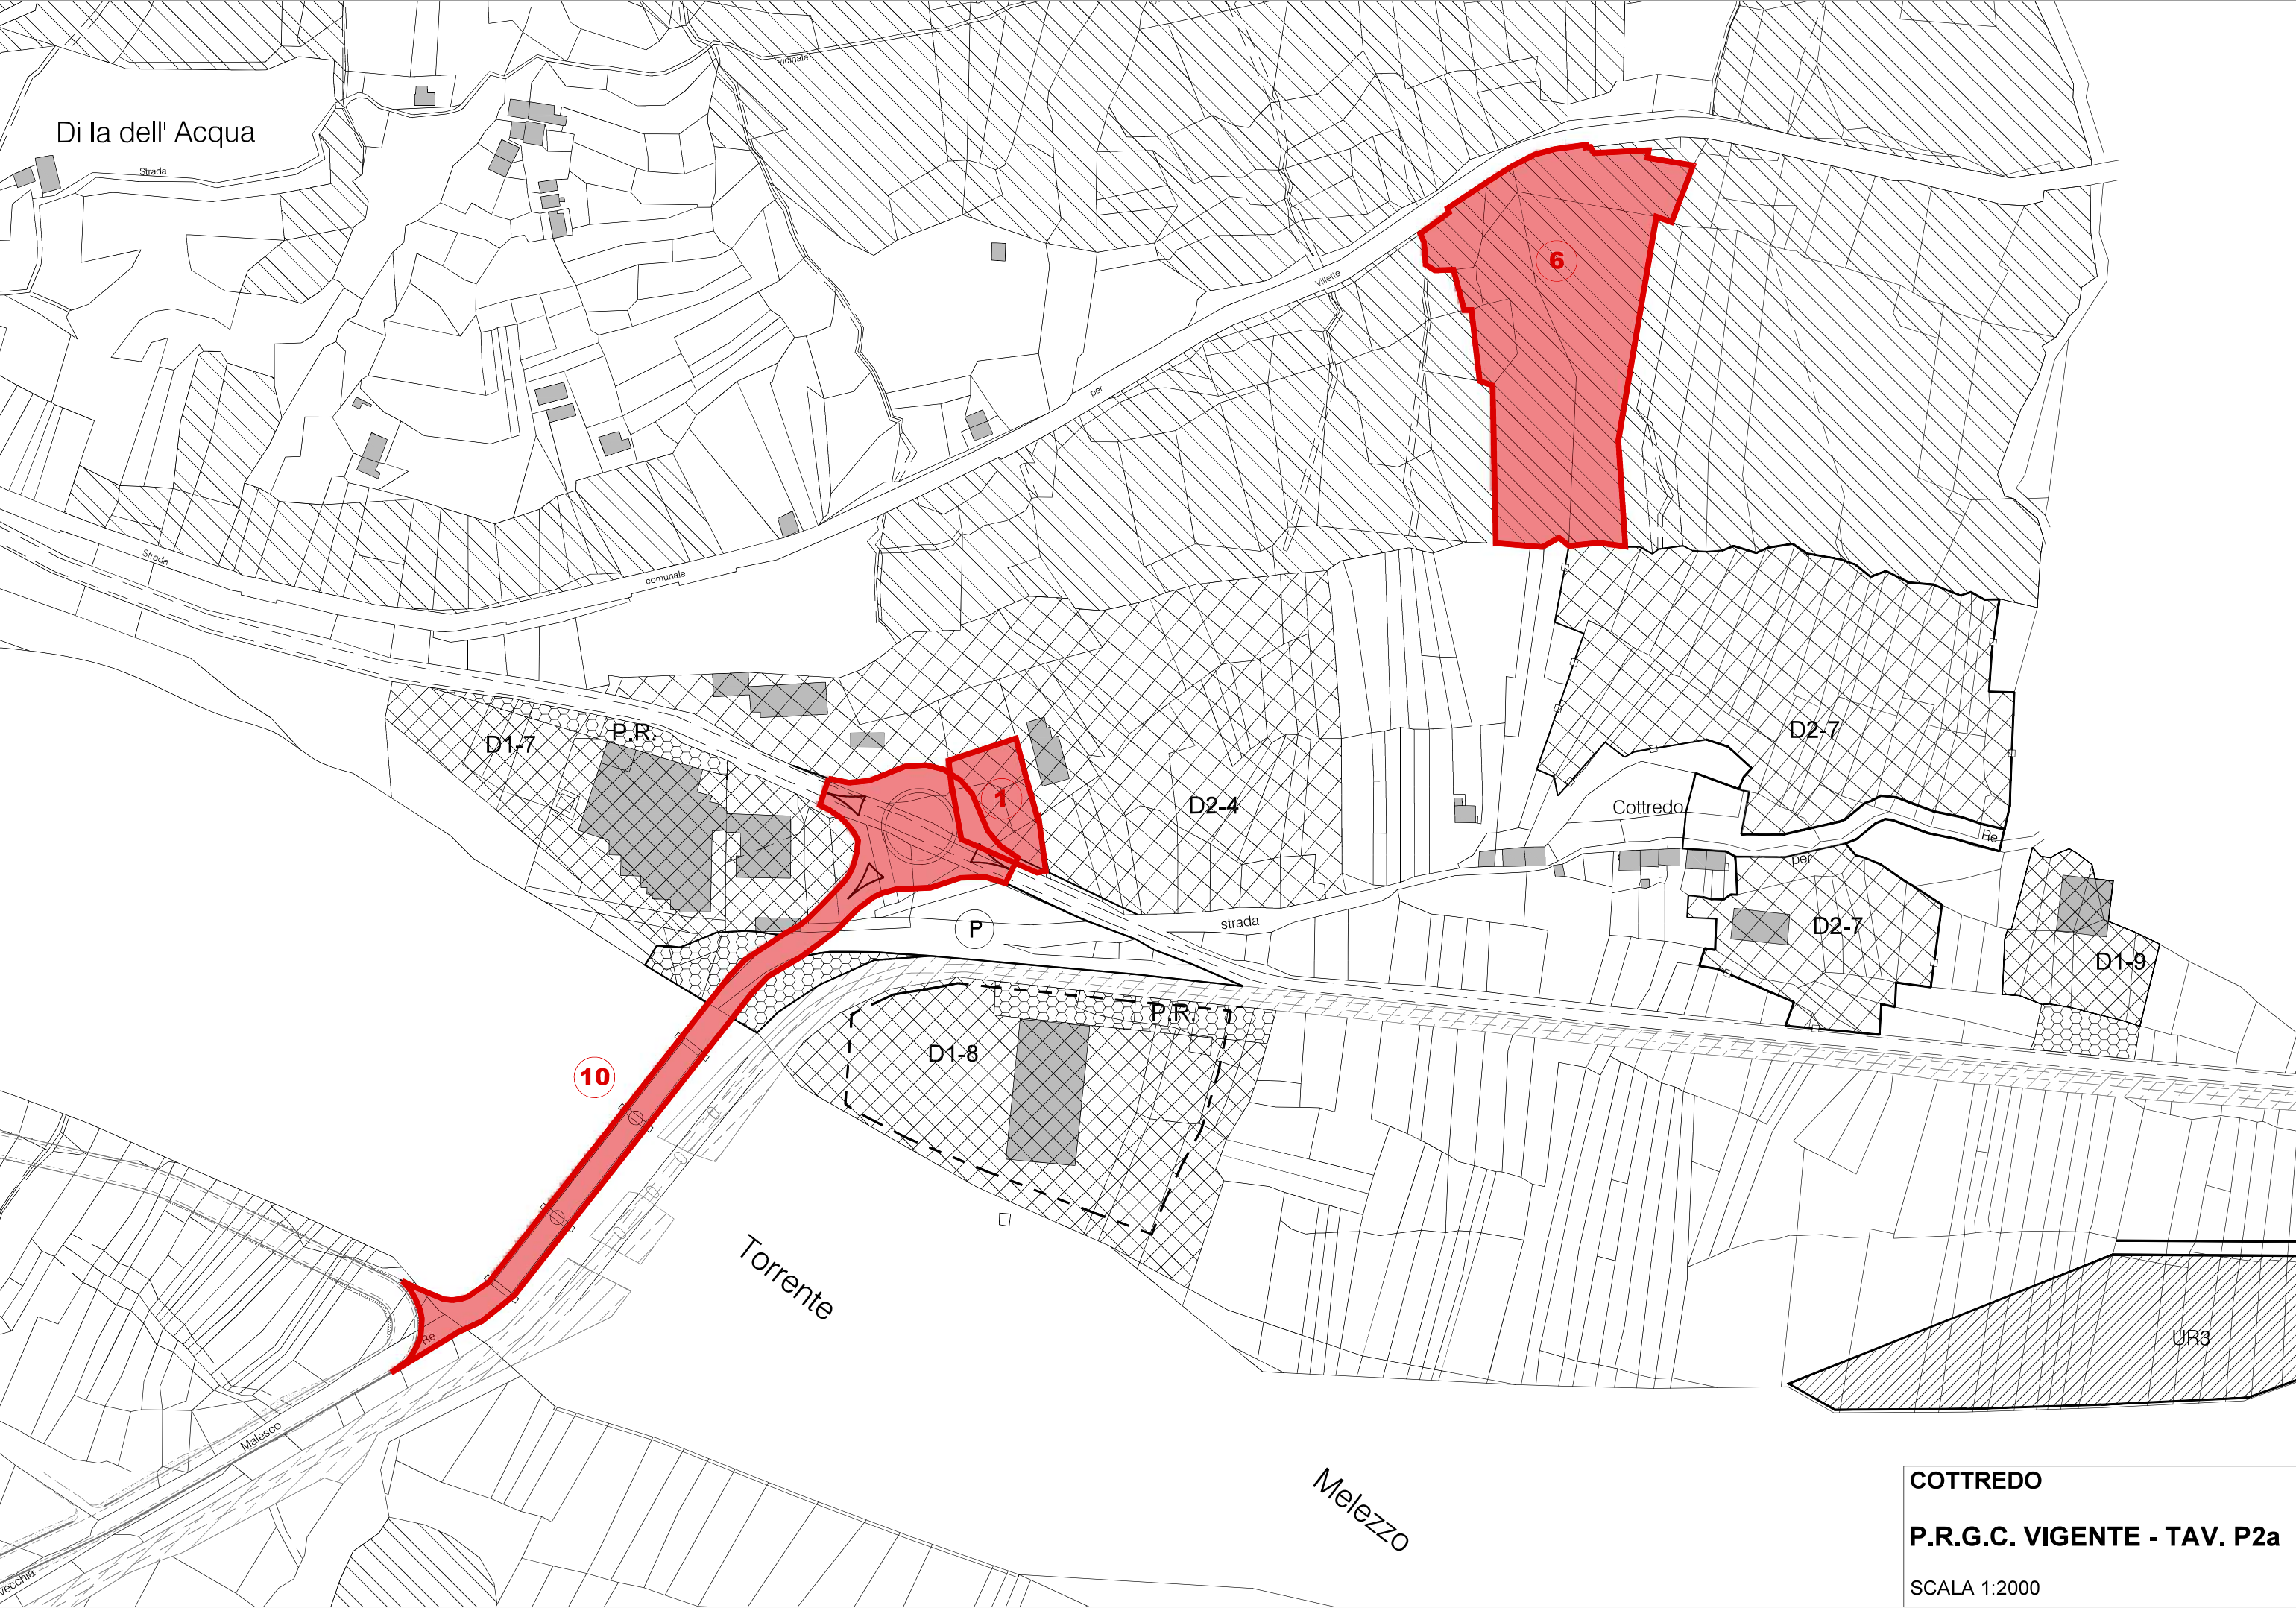 vicinale
Di la dell' Acqua
Strada
6
Villette
per
Strada
comunale
D1-7
P.R.
D2-7
1
D2-4
Cottredo
Re
per
P
strada
D2-7
D1-9
P.R.
D1-8
10
Torrente
Re
UR3
Malesco
Melezzo
vecchia
COTTREDO
P.R.G.C. VIGENTE - TAV. P2a
SCALA 1:2000